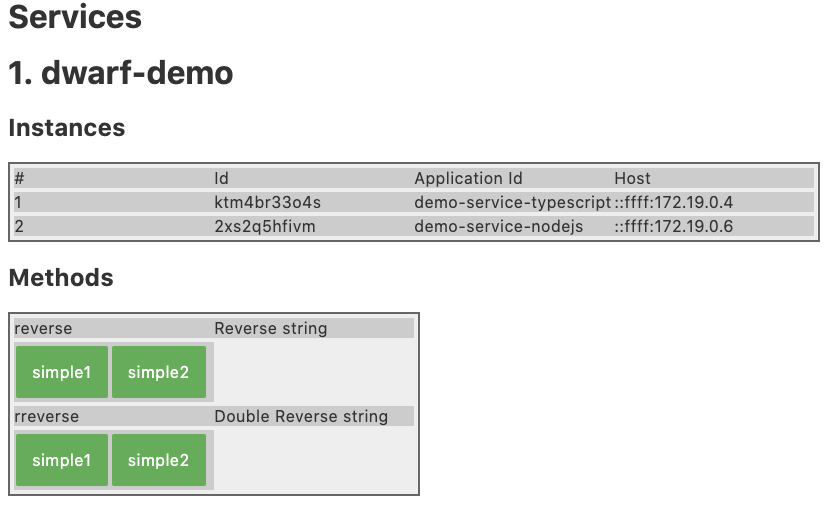 Services
1. dwarf-demo
Instances
# Id Application Id Host
1 ktm4br33o4s demo-service-typescript ::ffff:172.19.0.4
2 2xs2q5hfivm demo-service-nodejs ::ffff:172.19.0.6
Methods
reverse Reverse string
simple1 simple2
rreverse Double Reverse string
simple1 simple2